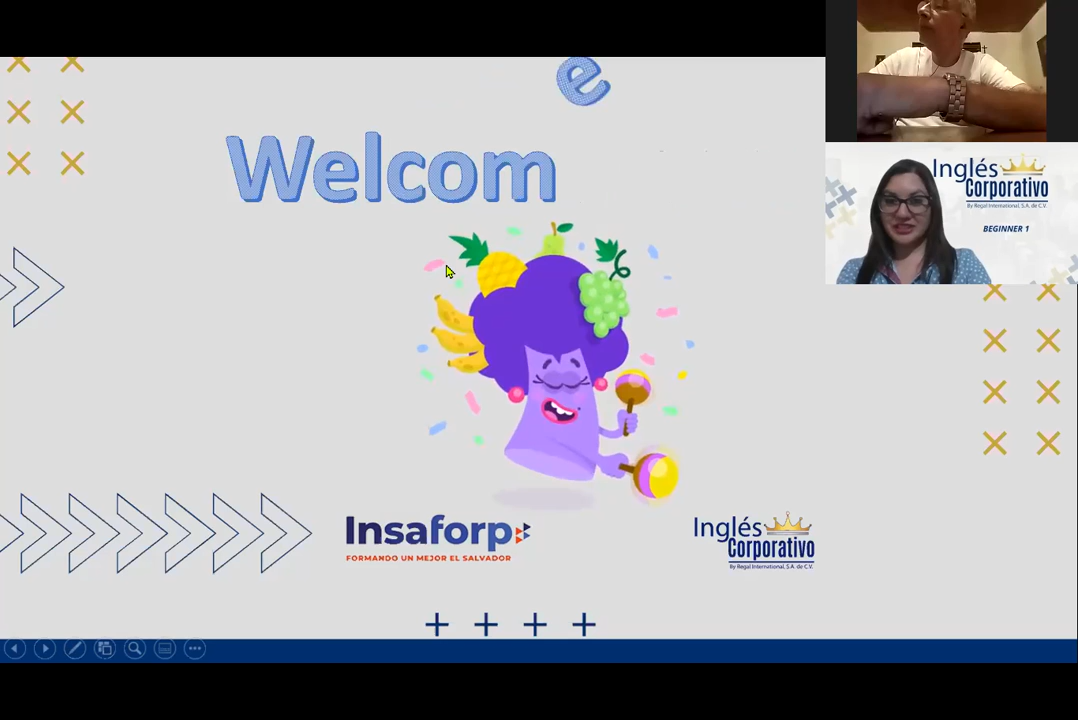 Welcome
Inglés
Corporativo
By Regal International, S.A. de C.V.
BEGINNER 1
Insaforp
FORMANDO UN MEJOR EL SALVADOR
Inglés
Corporativo
By Regal International, S.A. de C.V.